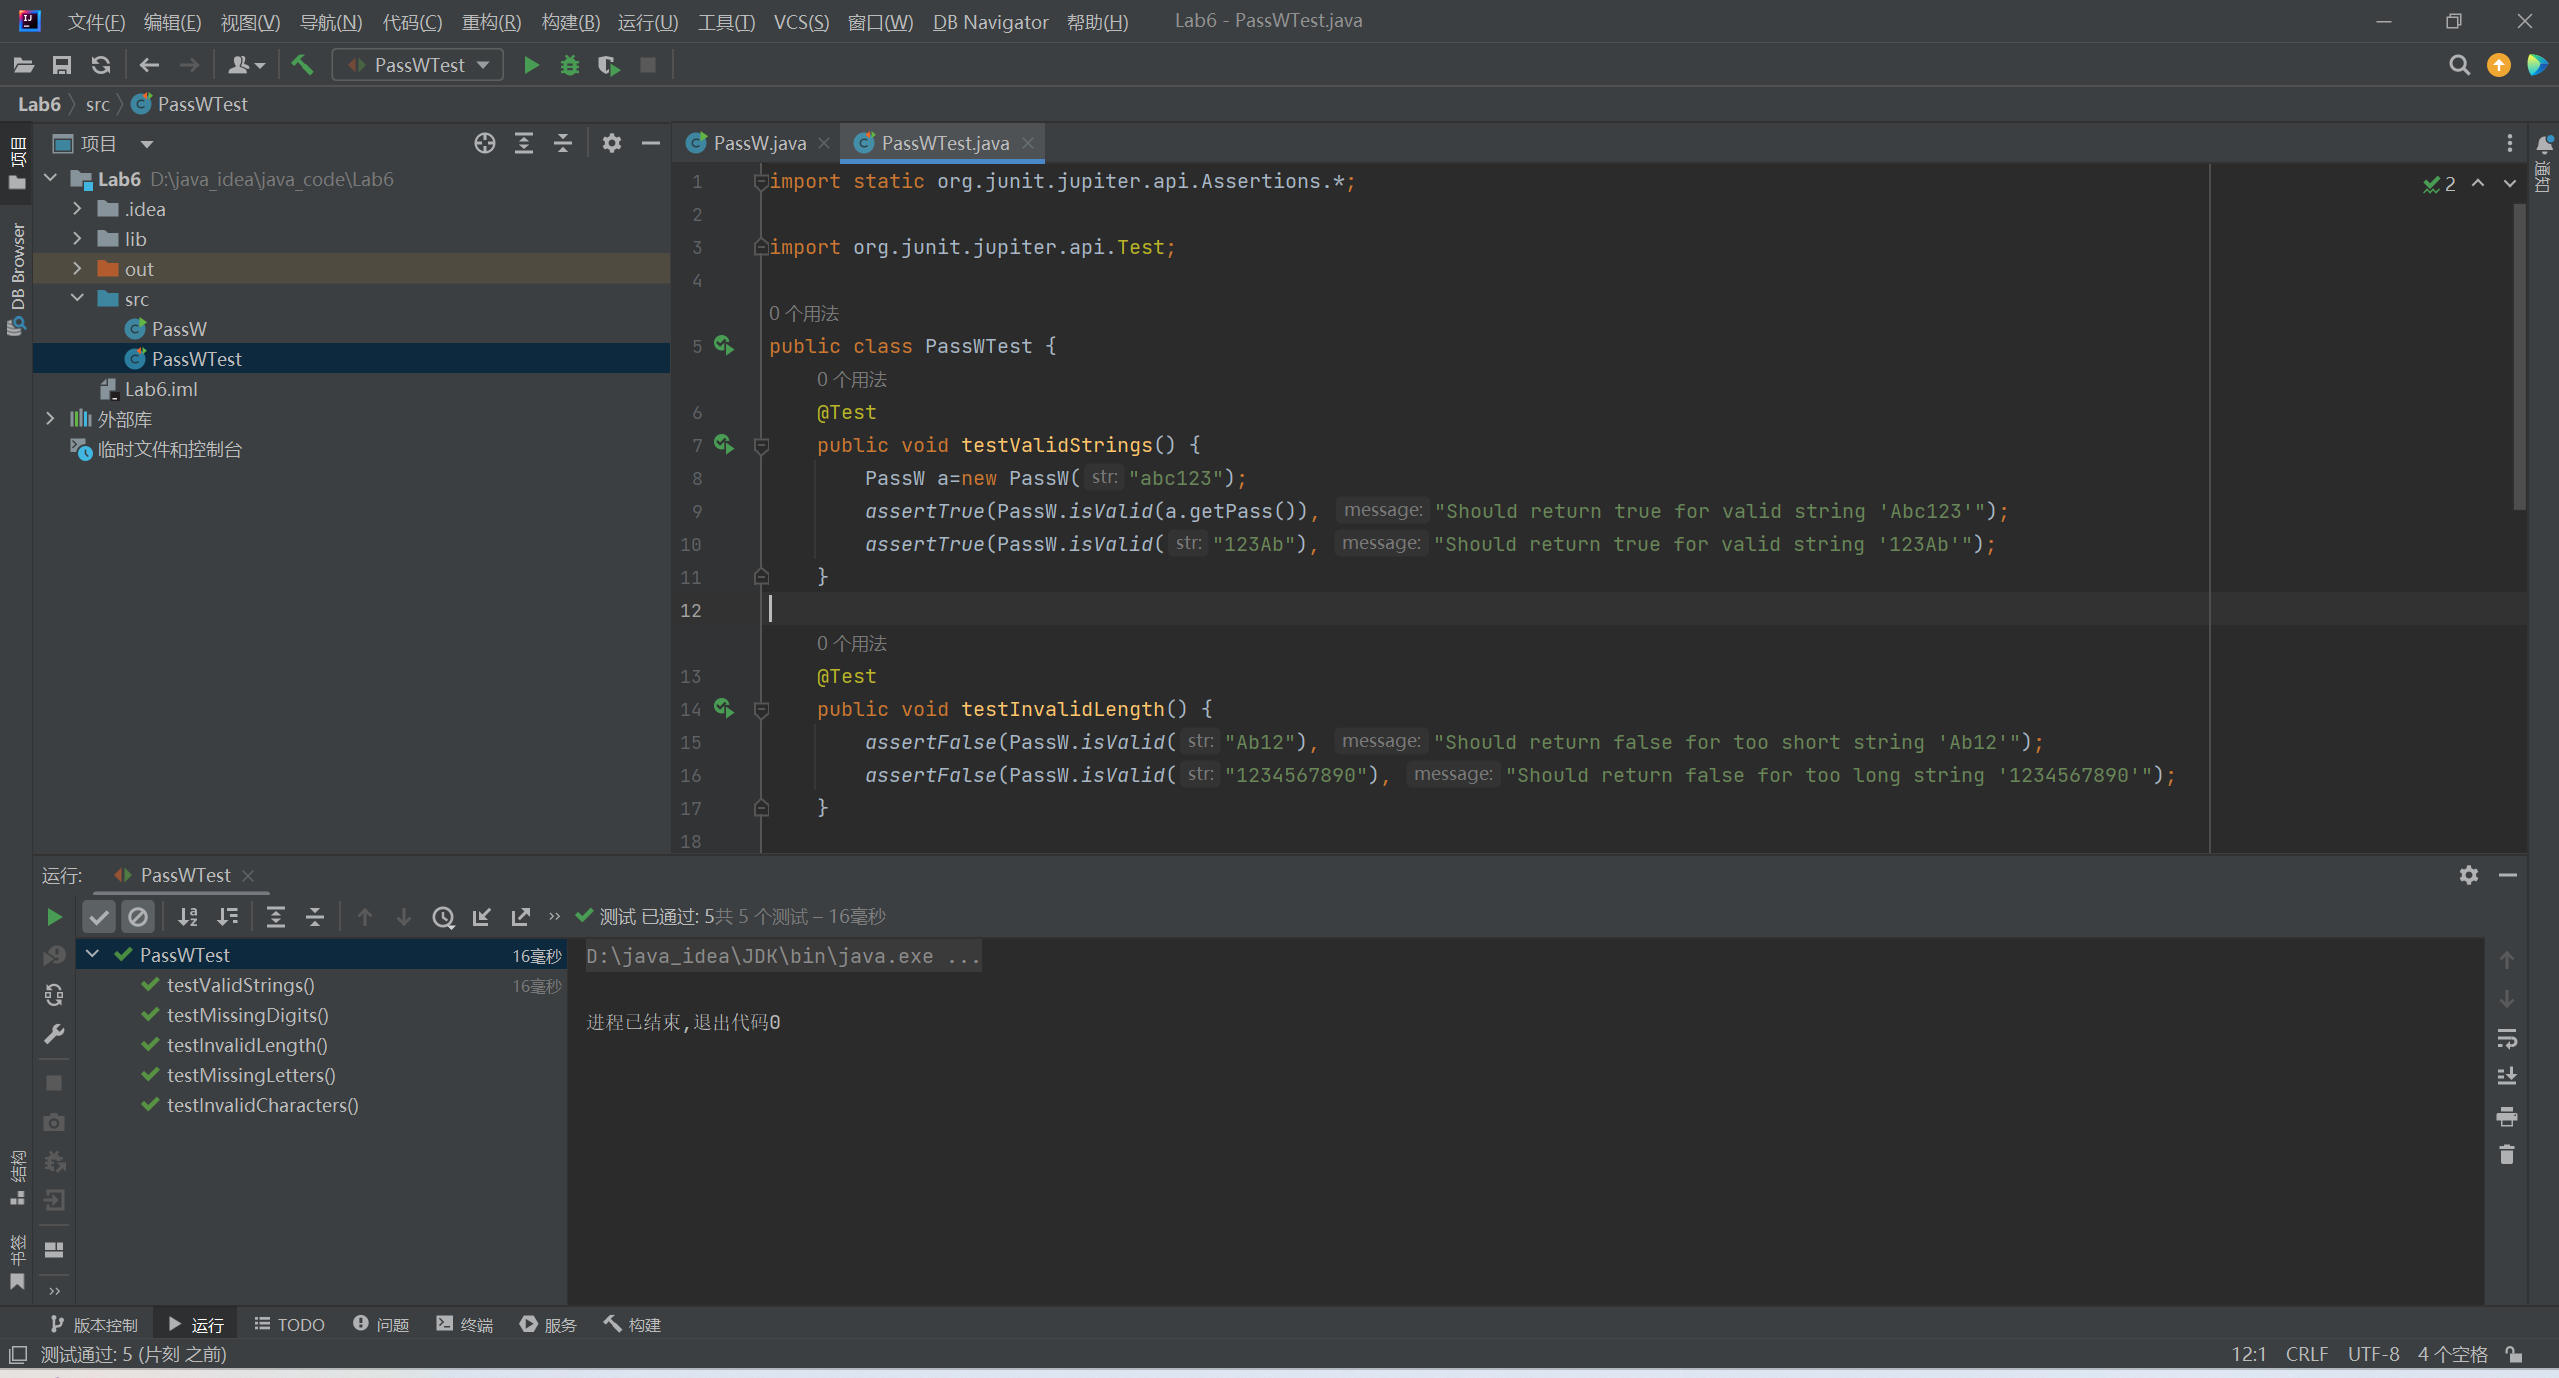 文件(F) 编辑(E) 视图(V) 导航(N) 代码(C) 重构(R) 构建(B) 运行(U) 工具(T) VCS(S) 窗口(W) DB Navigator 帮助(H) Lab6 - PassWTest.java
PassWTest
Lab6 src PassWTest
项目
PassW.java
PassWTest.java
项目
DB Browser
结构
书签
通知
Lab6 D:\java_idea\java_code\Lab6
.idea
lib
out
src
PassW
PassWTest
Lab6.iml
外部库
临时文件和控制台
2
1 import static org.junit.jupiter.api.Assertions.*;
2
3 import org.junit.jupiter.api.Test;
4
0 个用法
5 public class PassWTest {
0 个用法
6 @Test
7 public void testValidStrings() {
8 PassW a=new PassW( str: "abc123");
9 assertTrue(PassW.isValid(a.getPass()), message: "Should return true for valid string 'Abc123'");
10 assertTrue(PassW.isValid( str: "123Ab"), message: "Should return true for valid string '123Ab'");
11 }
12
0 个用法
13 @Test
14 public void testInvalidLength() {
15 assertFalse(PassW.isValid( str: "Ab12"), message: "Should return false for too short string 'Ab12'");
16 assertFalse(PassW.isValid( str: "1234567890"), message: "Should return false for too long string '1234567890'");
17 }
18
运行: PassWTest
测试 已通过: 5共 5 个测试 – 16毫秒
PassWTest 16毫秒
testValidStrings() 16毫秒
testMissingDigits()
testInvalidLength()
testMissingLetters()
testInvalidCharacters()
D:\java_idea\JDK\bin\java.exe ...
进程已结束,退出代码0
版本控制 运行 TODO 问题 终端 服务 构建
测试通过: 5 (片刻 之前) 12:1 CRLF UTF-8 4 个空格